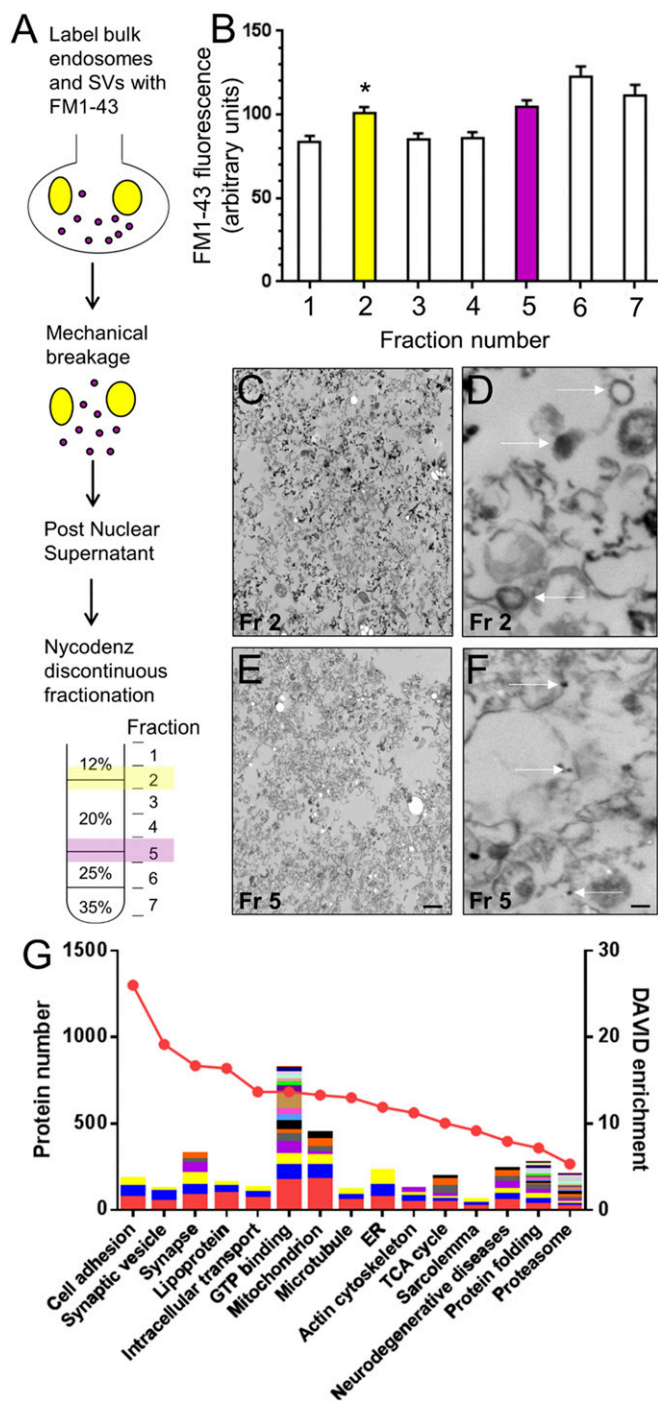 A
Label bulk
endosomes
and SVs with
FM1-43
Mechanical
breakage
Post Nuclear
Supernatant
Nycodenz
discontinuous
fractionation
Fraction
12%
20%
25%
35%
1
2
3
4
5
6
7
B
FM1-43 fluorescence
(arbitrary units)
150
100
50
0
*
1 2 3 4 5 6 7
Fraction number
C
Fr 2
D
Fr 2
E
Fr 5
F
Fr 5
G
Protein number
1500
1000
500
0
DAVID enrichment
30
20
10
0
Cell adhesion
Synaptic vesicle
Synapse
Lipoprotein
Intracellular transport
GTP binding
Mitochondrion
Microtubule
ER
Actin cytoskeleton
TCA cycle
Sarcolemma
Neurodegenerative diseases
Protein folding
Proteasome